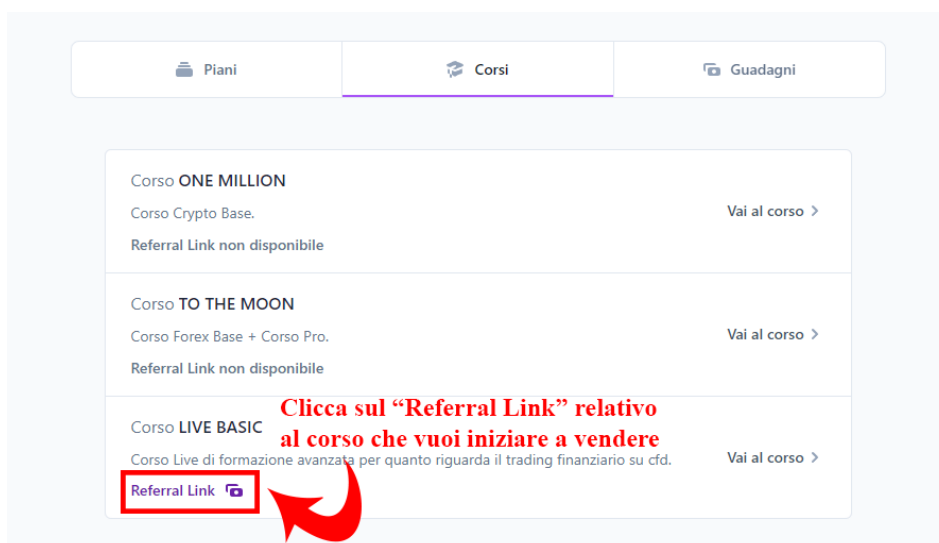 Piani
Corsi
Guadagni
Corso ONE MILLION
Corso Crypto Base.
Vai al corso
Referral Link non disponibile
Corso TO THE MOON
Corso Forex Base + Corso Pro.
Vai al corso
Referral Link non disponibile
Clicca sul “Referral Link” relativo
al corso che vuoi iniziare a vendere
Corso LIVE BASIC
Corso Live di formazione avanzata per quanto riguarda il trading finanziario su cfd.
Vai al corso
Referral Link